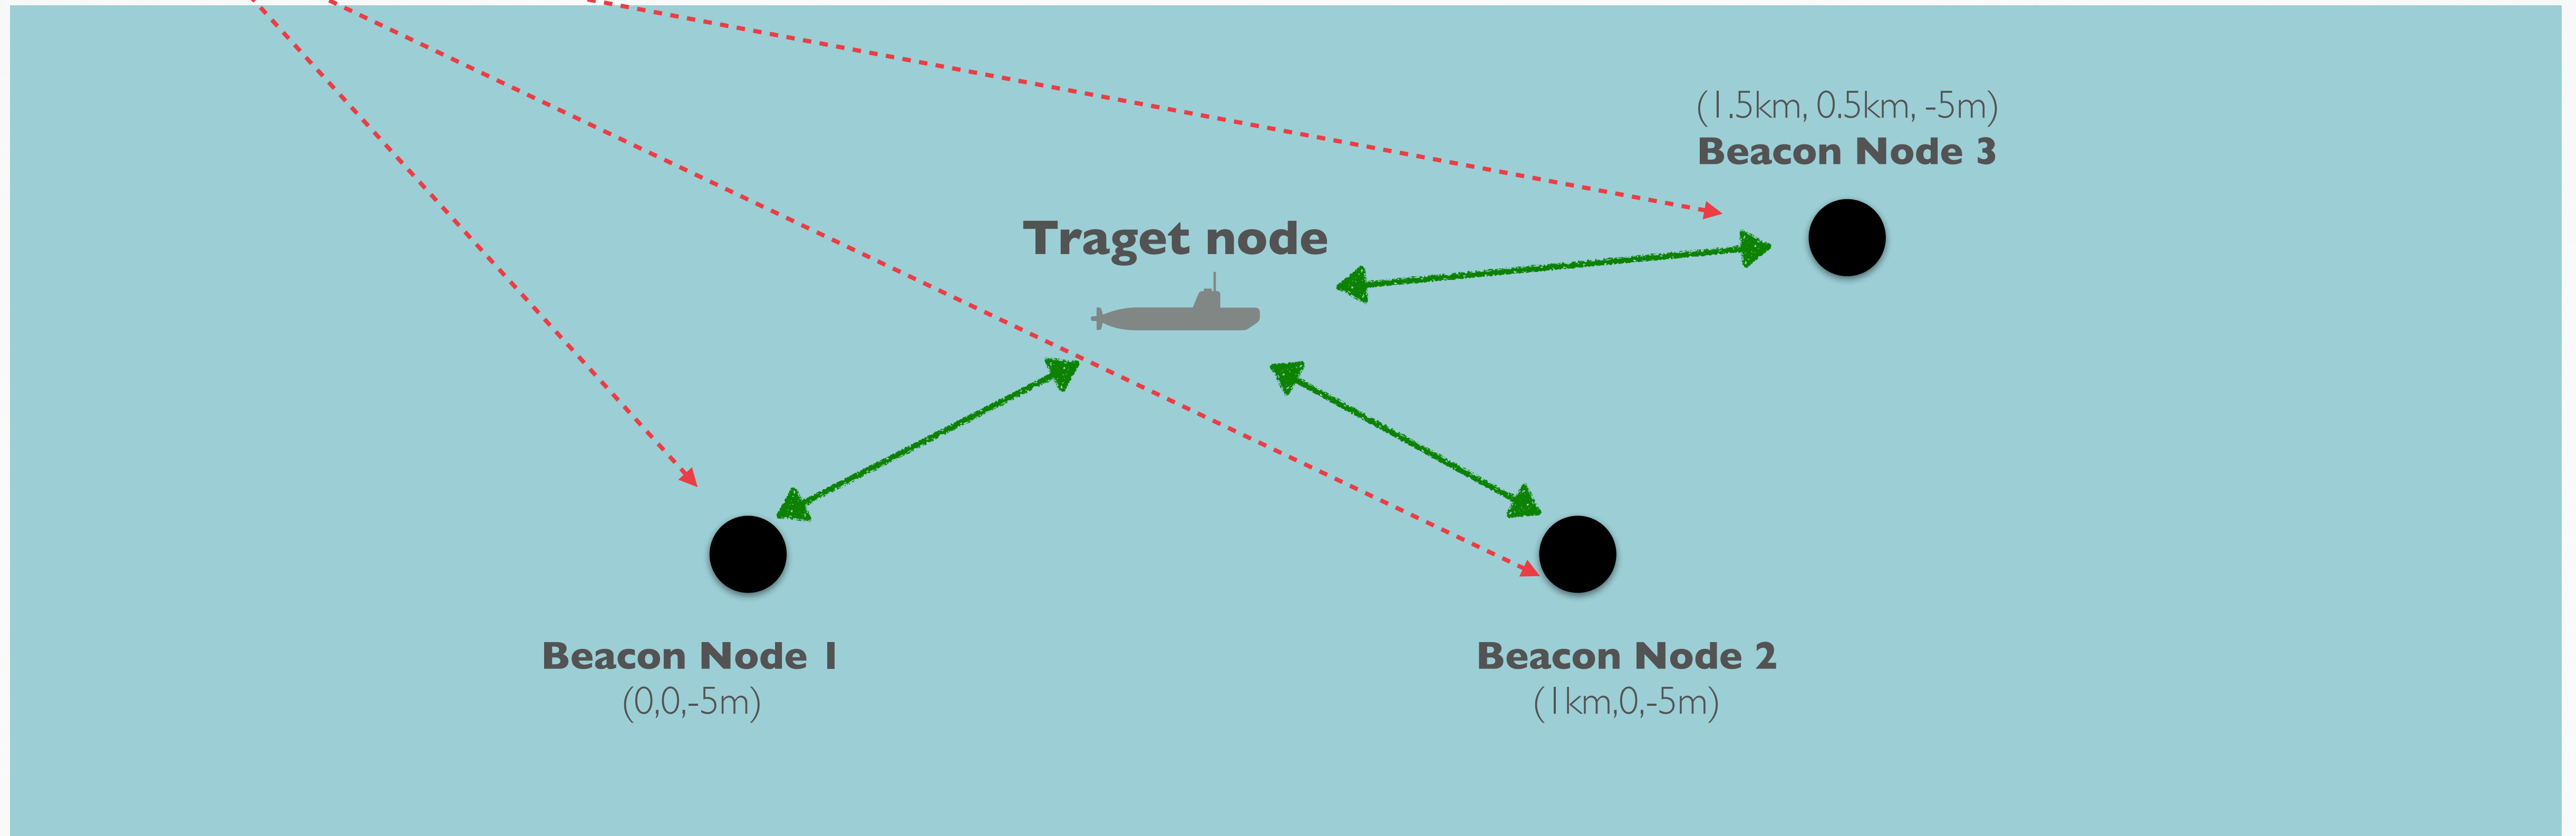 (1.5km, 0.5km, -5m)
Beacon Node 3
Traget node
Beacon Node 1
(0,0,-5m)
Beacon Node 2
(1km,0,-5m)